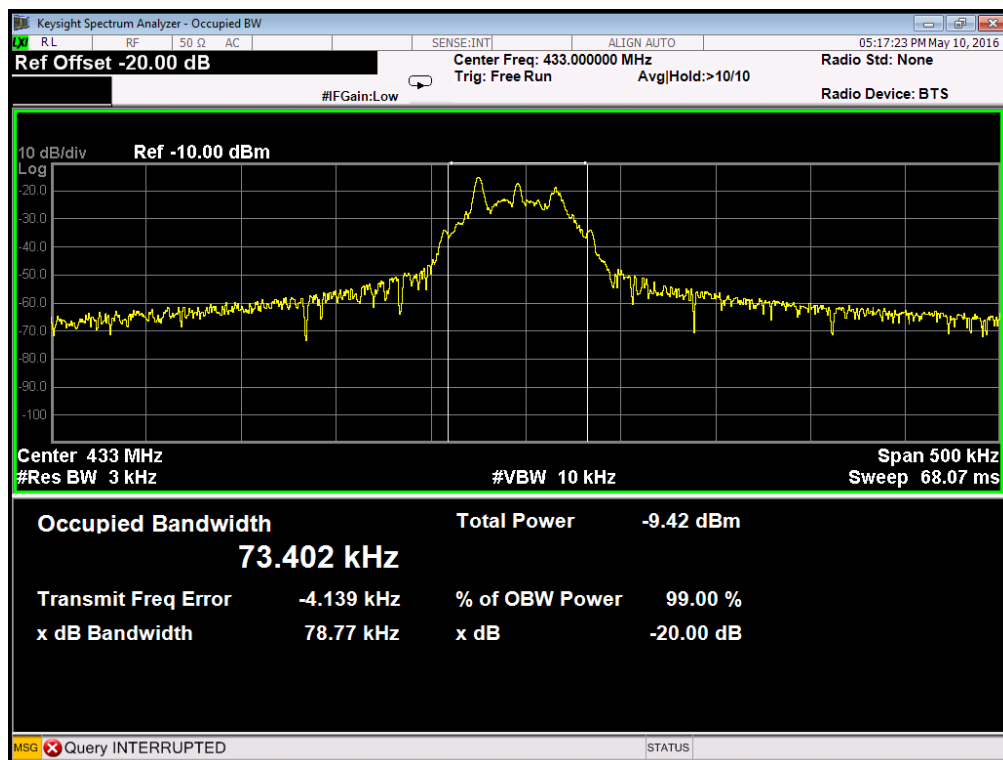 Keysight Spectrum Analyzer - Occupied BW
LXI RL RF 50 Ω AC SENSE:INT ALIGN AUTO 05:17:23 PM May 10, 2016
Ref Offset -20.00 dB
Center Freq: 433.000000 MHz
Radio Std: None
Trig: Free Run Avg|Hold:>10/10
#IFGain:Low
Radio Device: BTS
10 dB/div Ref -10.00 dBm
Log
-20.0
-30.0
-40.0
-50.0
-60.0
-70.0
-80.0
-90.0
-100
Center 433 MHz Span 500 kHz
#Res BW 3 kHz #VBW 10 kHz Sweep 68.07 ms
Occupied Bandwidth Total Power -9.42 dBm
73.402 kHz
Transmit Freq Error -4.139 kHz % of OBW Power 99.00 %
x dB Bandwidth 78.77 kHz x dB -20.00 dB
MSG Query INTERRUPTED STATUS